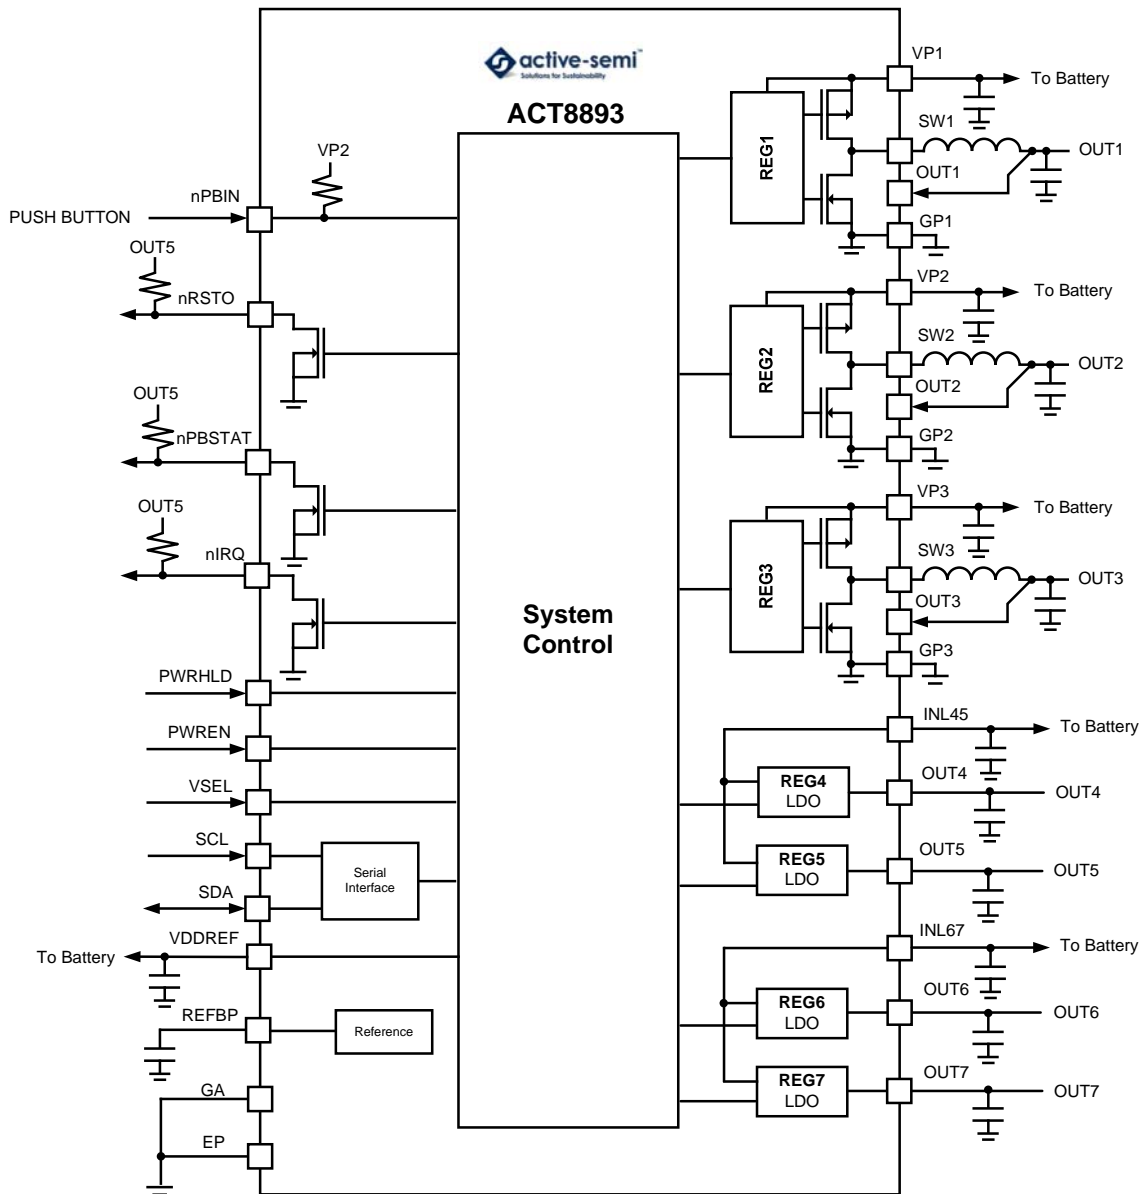 active-semi™
Solutions for Sustainability
ACT8893
VP2
nPBIN
PUSH BUTTON
OUT5
nRSTO
OUT5
nPBSTAT
OUT5
nIRQ
PWRHLD
PWREN
VSEL
SCL
SDA
Serial
Interface
VDDREF
To Battery
REFBP
Reference
GA
EP
System
Control
REG1
VP1
To Battery
SW1
OUT1
OUT1
GP1
REG2
VP2
To Battery
SW2
OUT2
OUT2
GP2
REG3
VP3
To Battery
SW3
OUT3
OUT3
GP3
INL45
To Battery
REG4
LDO
OUT4
OUT4
REG5
LDO
OUT5
OUT5
INL67
To Battery
REG6
LDO
OUT6
OUT6
REG7
LDO
OUT7
OUT7